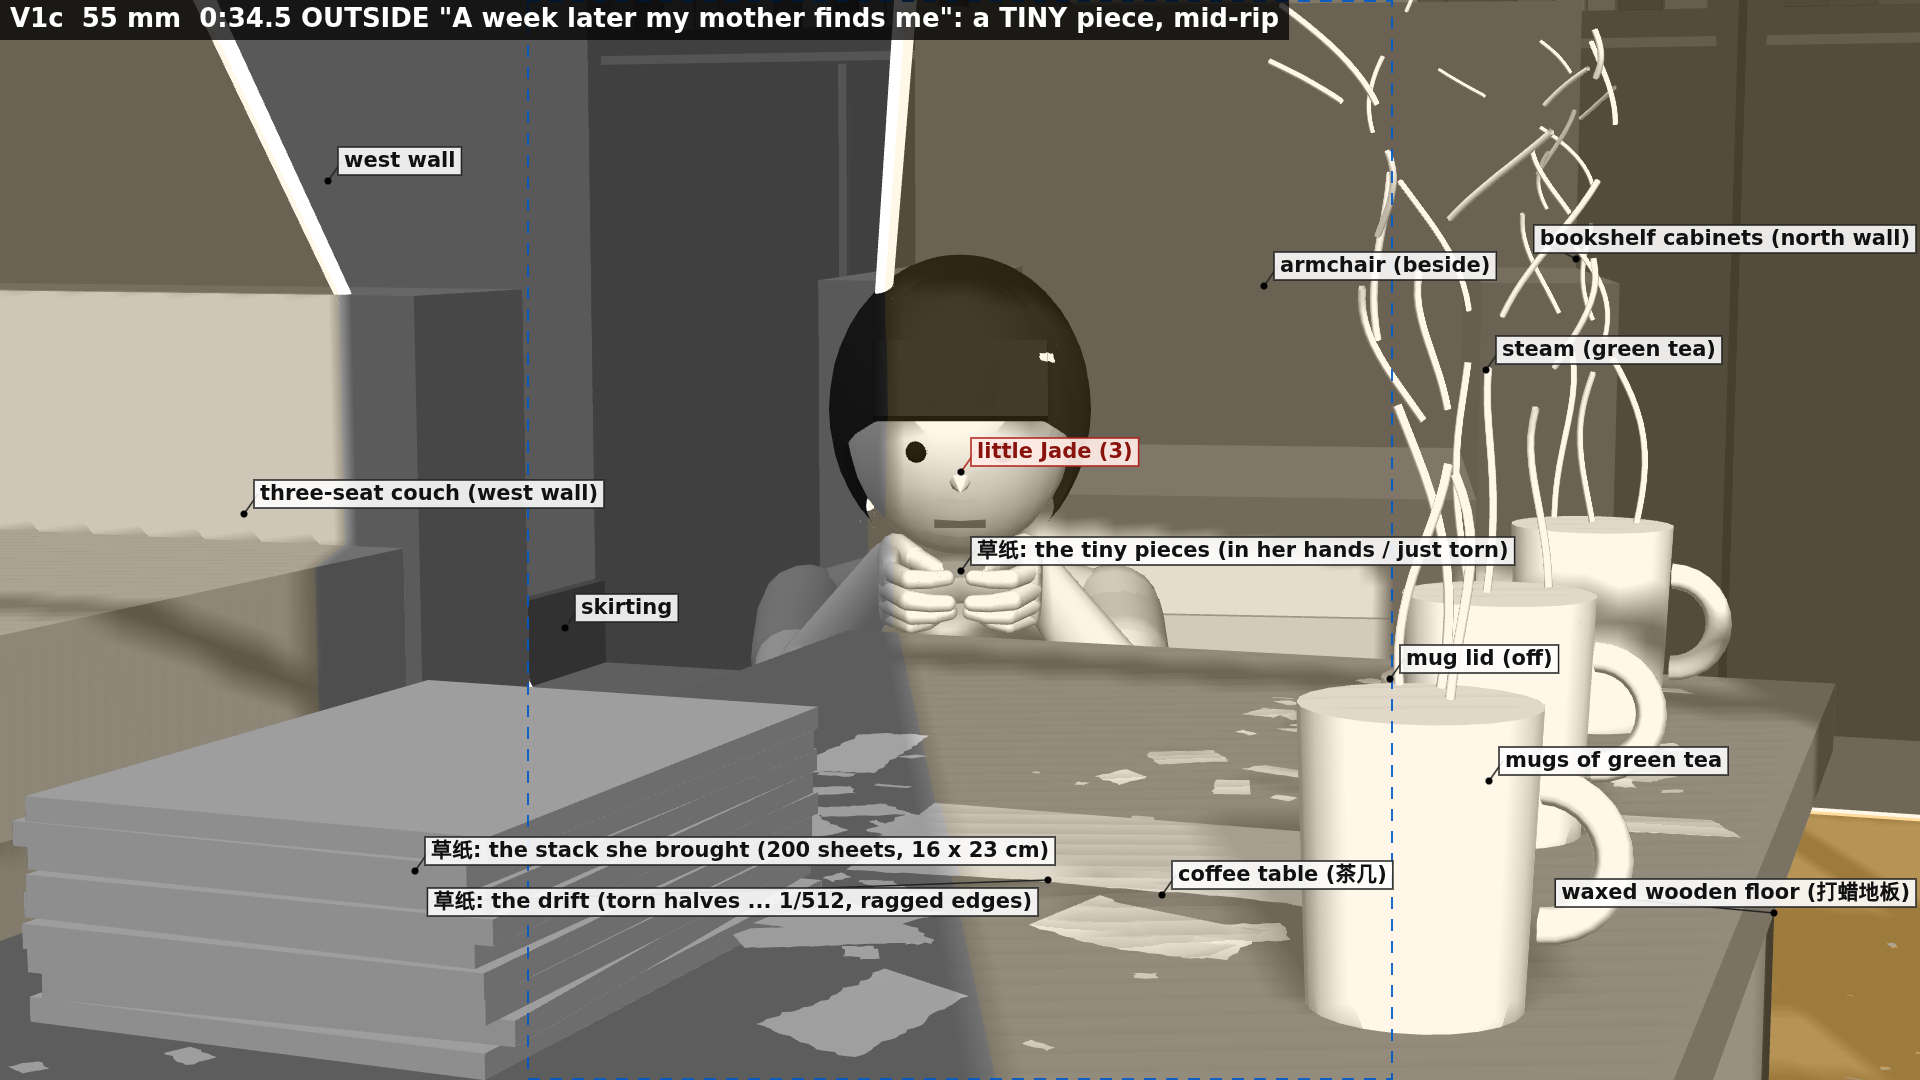 V1c  55 mm  0:34.5 OUTSIDE "A week later my mother finds me": a TINY piece, mid-rip
west wall
bookshelf cabinets (north wall)
armchair (beside)
steam (green tea)
little Jade (3)
three-seat couch (west wall)
草纸: the tiny pieces (in her hands / just torn)
skirting
mug lid (off)
mugs of green tea
草纸: the stack she brought (200 sheets, 16 x 23 cm)
coffee table (茶几)
草纸: the drift (torn halves ... 1/512, ragged edges)
waxed wooden floor (打蜡地板)